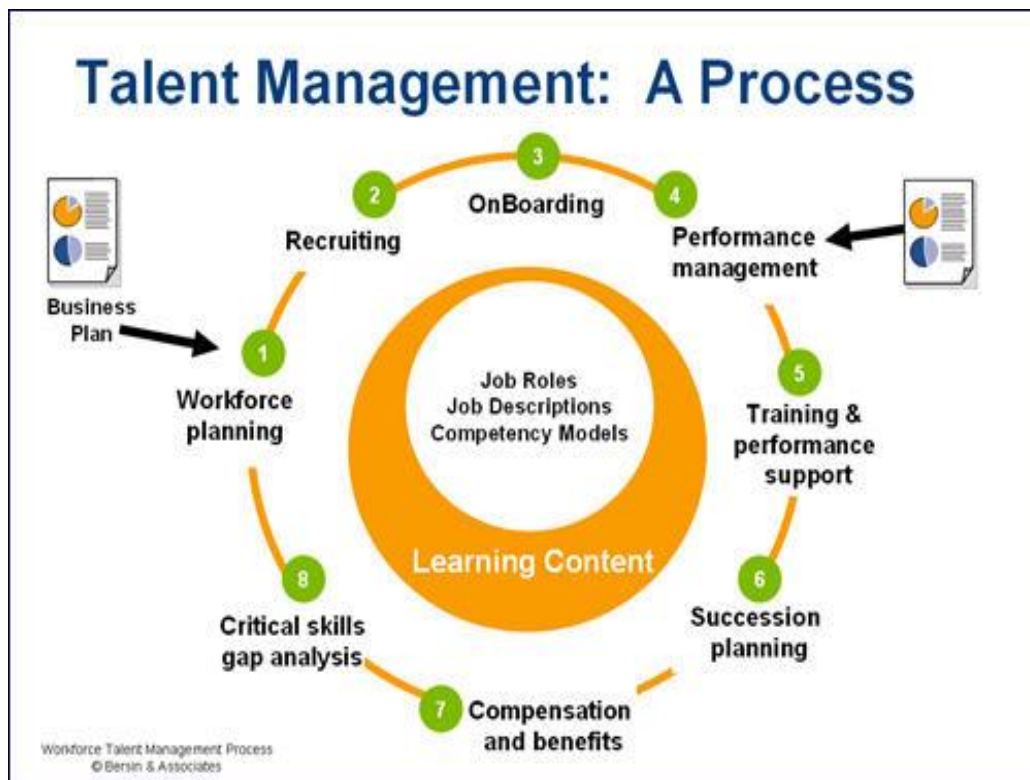 Talent Management: A Process
Business
Plan
1
Workforce
planning
2
Recruiting
3
OnBoarding
4
Performance
management
5
Training &
performance
support
6
Succession
planning
7
Compensation
and benefits
8
Critical skills
gap analysis
Job Roles
Job Descriptions
Competency Models
Learning Content
Workforce Talent Management Process
© Bersin & Associates